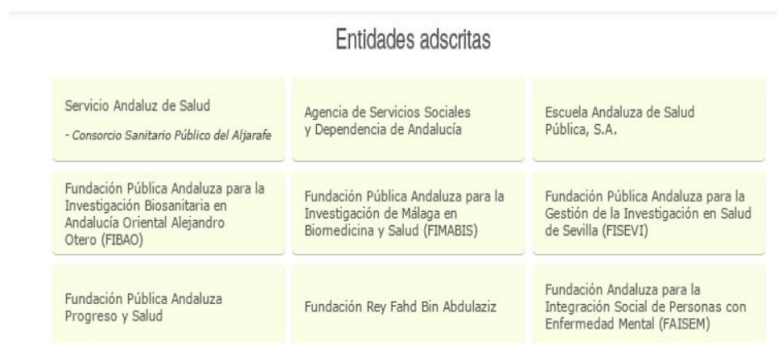 Entidades adscritas
Servicio Andaluz de Salud
- Consorcio Sanitario Público del Aljarafe
Agencia de Servicios Sociales
y Dependencia de Andalucía
Escuela Andaluza de Salud
Pública, S.A.
Fundación Pública Andaluza para la
Investigación Biosanitaria en
Andalucía Oriental Alejandro
Otero (FIBAO)
Fundación Pública Andaluza para la
Investigación de Málaga en
Biomedicina y Salud (FIMABIS)
Fundación Pública Andaluza para la
Gestión de la Investigación en Salud
de Sevilla (FISEVI)
Fundación Pública Andaluza
Progreso y Salud
Fundación Rey Fahd Bin Abdulaziz
Fundación Andaluza para la
Integración Social de Personas con
Enfermedad Mental (FAISEM)